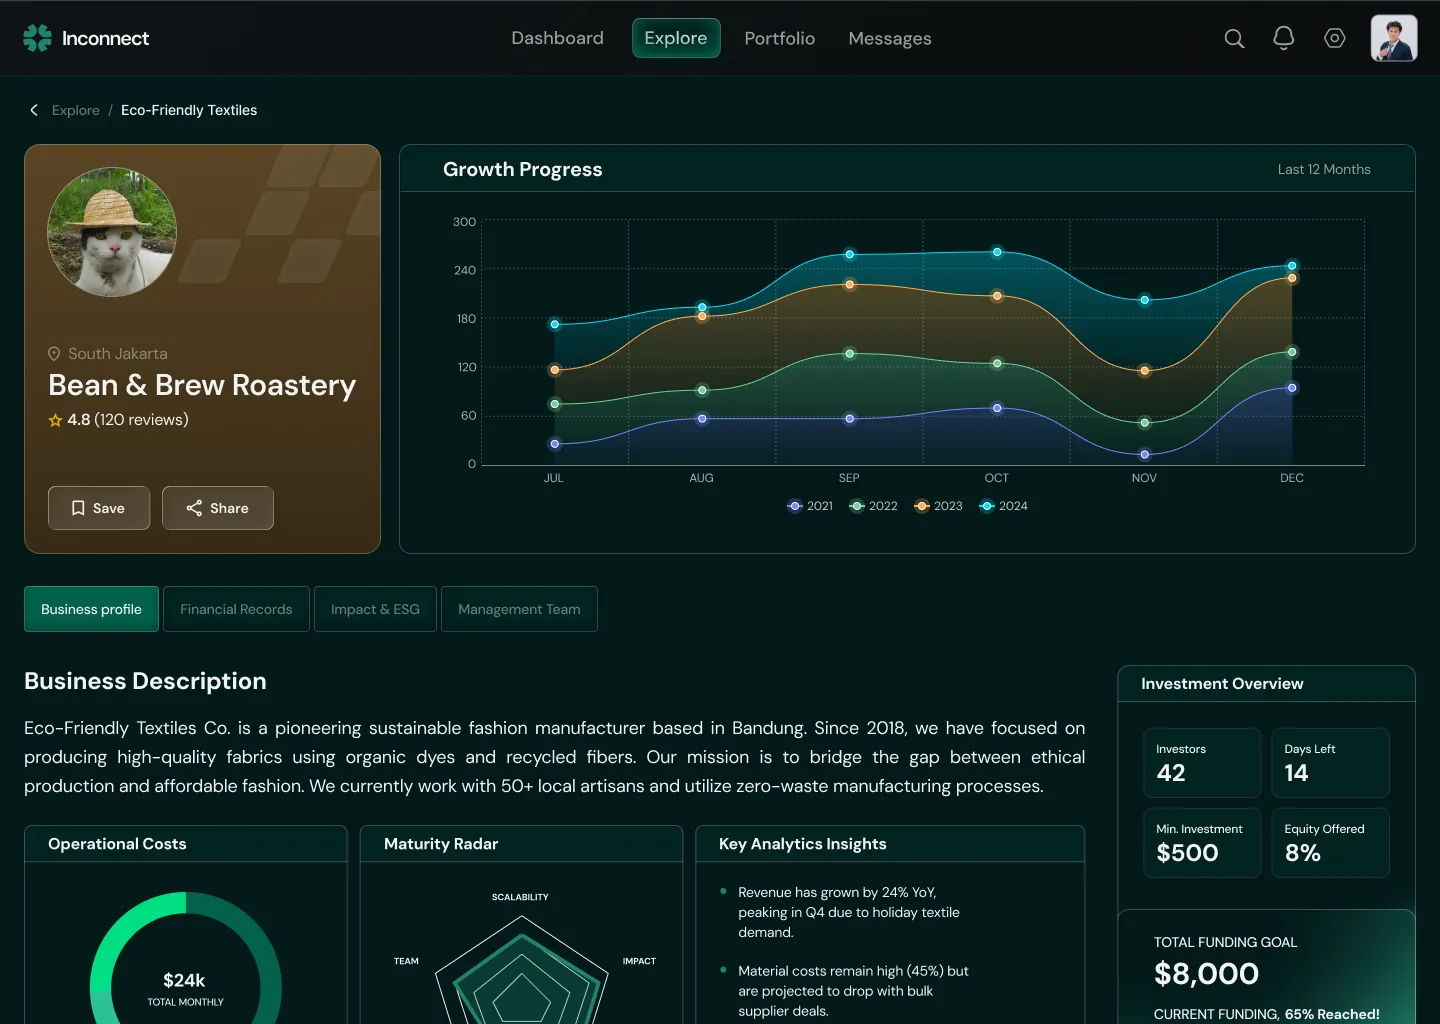 Inconnect
Dashboard
Explore
Portfolio
Messages
Explore / Eco-Friendly Textiles
South Jakarta
Bean & Brew Roastery
4.8 (120 reviews)
Save
Share
Growth Progress
Last 12 Months
300
240
180
120
60
0
JUL AUG SEP OCT NOV DEC
2021 2022 2023 2024
Business profile
Financial Records
Impact & ESG
Management Team
Business Description
Eco-Friendly Textiles Co. is a pioneering sustainable fashion manufacturer based in Bandung. Since 2018, we have focused on
producing high-quality fabrics using organic dyes and recycled fibers. Our mission is to bridge the gap between ethical
production and affordable fashion. We currently work with 50+ local artisans and utilize zero-waste manufacturing processes.
Operational Costs
$24k
TOTAL MONTHLY
Maturity Radar
SCALABILITY
TEAM
IMPACT
Key Analytics Insights
Revenue has grown by 24% YoY,
peaking in Q4 due to holiday textile
demand.
Material costs remain high (45%) but
are projected to drop with bulk
supplier deals.
Investment Overview
Investors
42
Days Left
14
Min. Investment
$500
Equity Offered
8%
TOTAL FUNDING GOAL
$8,000
CURRENT FUNDING, 65% Reached!